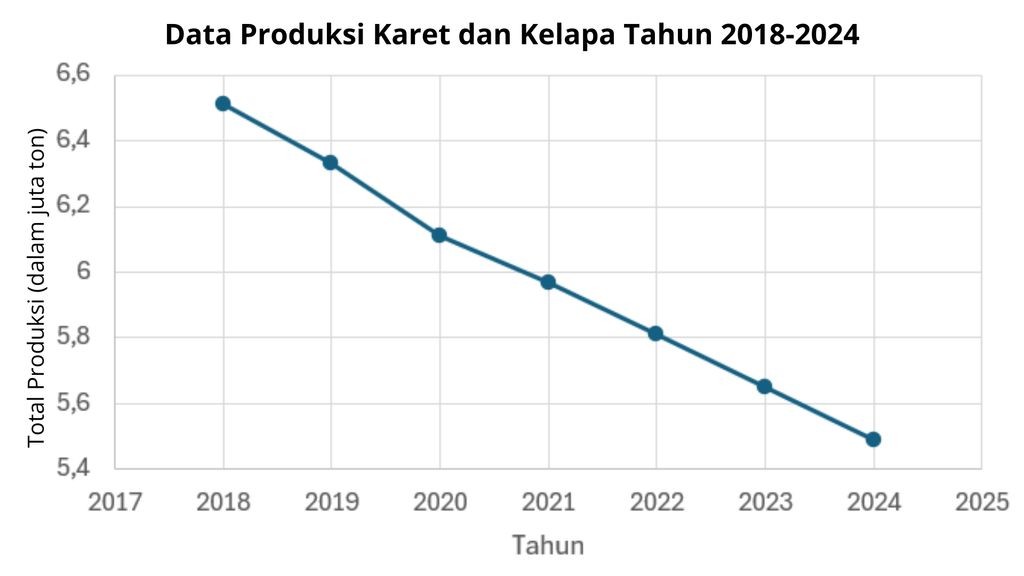 Data Produksi Karet dan Kelapa Tahun 2018-2024
Total Produksi (dalam juta ton)
6,6
6,4
6,2
6
5,8
5,6
5,4
2017 2018 2019 2020 2021 2022 2023 2024 2025
Tahun